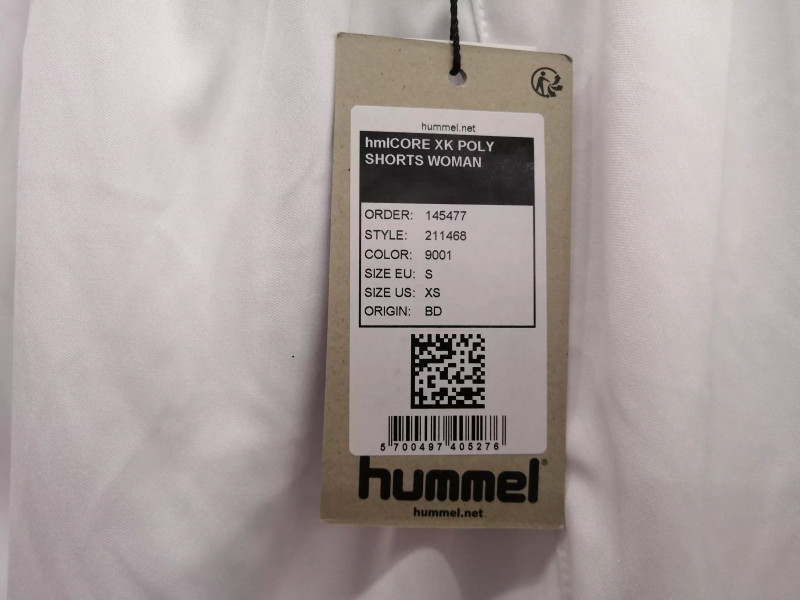 hummel.net
hmlCORE XK POLY
SHORTS WOMAN
ORDER: 145477
STYLE: 211468
COLOR: 9001
SIZE EU: S
SIZE US: XS
ORIGIN: BD
5 700497 405276
hummel®
hummel.net